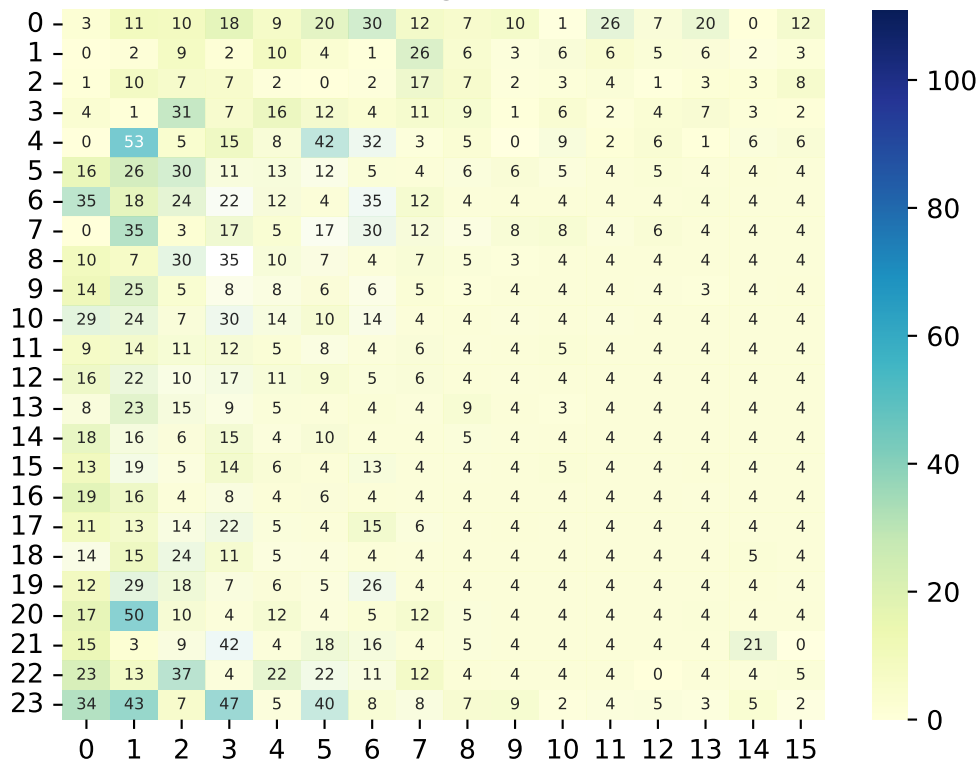 0 3 11 10 18 9 20 30 12 7 10 1 26 7 20 0 12
1 0 2 9 2 10 4 1 26 6 3 6 6 5 6 2 3
2 1 10 7 7 2 0 2 17 7 2 3 4 1 3 3 8
3 4 1 31 7 16 12 4 11 9 1 6 2 4 7 3 2
4 0 53 5 15 8 42 32 3 5 0 9 2 6 1 6 6
5 16 26 30 11 13 12 5 4 6 6 5 4 5 4 4 4
6 35 18 24 22 12 4 35 12 4 4 4 4 4 4 4 4
7 0 35 3 17 5 17 30 12 5 8 8 4 6 4 4 4
8 10 7 30 35 10 7 4 7 5 3 4 4 4 4 4 4
9 14 25 5 8 8 6 6 5 3 4 4 4 4 3 4 4
10 29 24 7 30 14 10 14 4 4 4 4 4 4 4 4 4
11 9 14 11 12 5 8 4 6 4 4 5 4 4 4 4 4
12 16 22 10 17 11 9 5 6 4 4 4 4 4 4 4 4
13 8 23 15 9 5 4 4 4 9 4 3 4 4 4 4 4
14 18 16 6 15 4 10 4 4 5 4 4 4 4 4 4 4
15 13 19 5 14 6 4 13 4 4 4 5 4 4 4 4 4
16 19 16 4 8 4 6 4 4 4 4 4 4 4 4 4 4
17 11 13 14 22 5 4 15 6 4 4 4 4 4 4 4 4
18 14 15 24 11 5 4 4 4 4 4 4 4 4 4 5 4
19 12 29 18 7 6 5 26 4 4 4 4 4 4 4 4 4
20 17 50 10 4 12 4 5 12 5 4 4 4 4 4 4 4
21 15 3 9 42 4 18 16 4 5 4 4 4 4 4 21 0
22 23 13 37 4 22 22 11 12 4 4 4 4 0 4 4 5
23 34 43 7 47 5 40 8 8 7 9 2 4 5 3 5 2
0 1 2 3 4 5 6 7 8 9 10 11 12 13 14 15
100
80
60
40
20
0